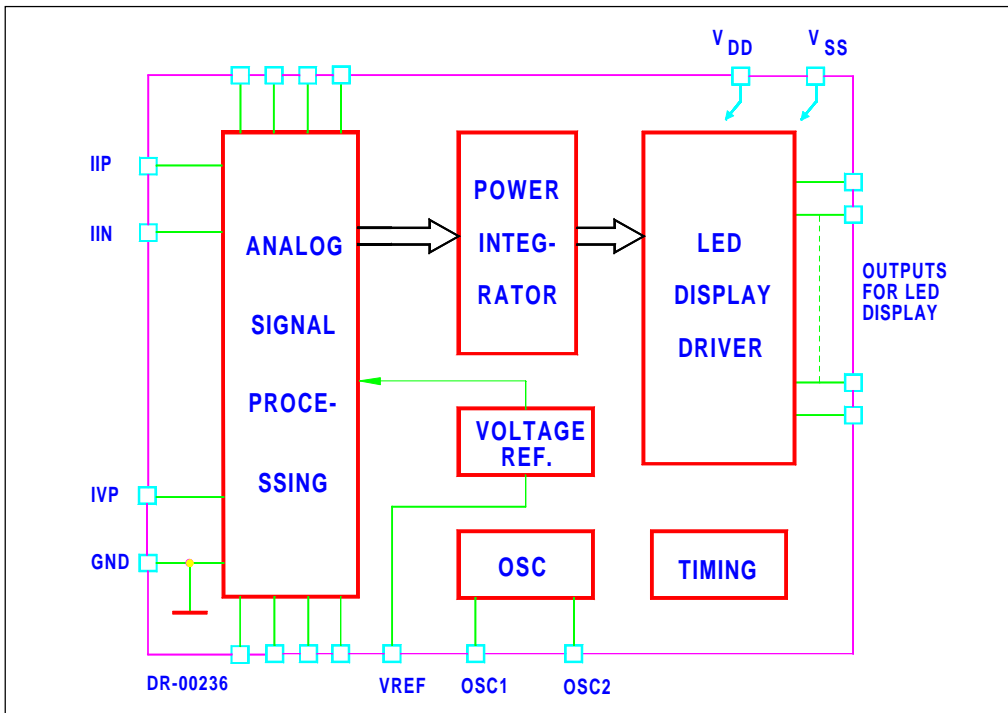 V DD
V SS
IIP
IIN
IVP
GND
ANALOG
SIGNAL
PROCE-
SSING
POWER
INTEG-
RATOR
LED
DISPLAY
DRIVER
OUTPUTS
FOR LED
DISPLAY
VOLTAGE
REF.
OSC
TIMING
DR-00236
VREF
OSC1
OSC2